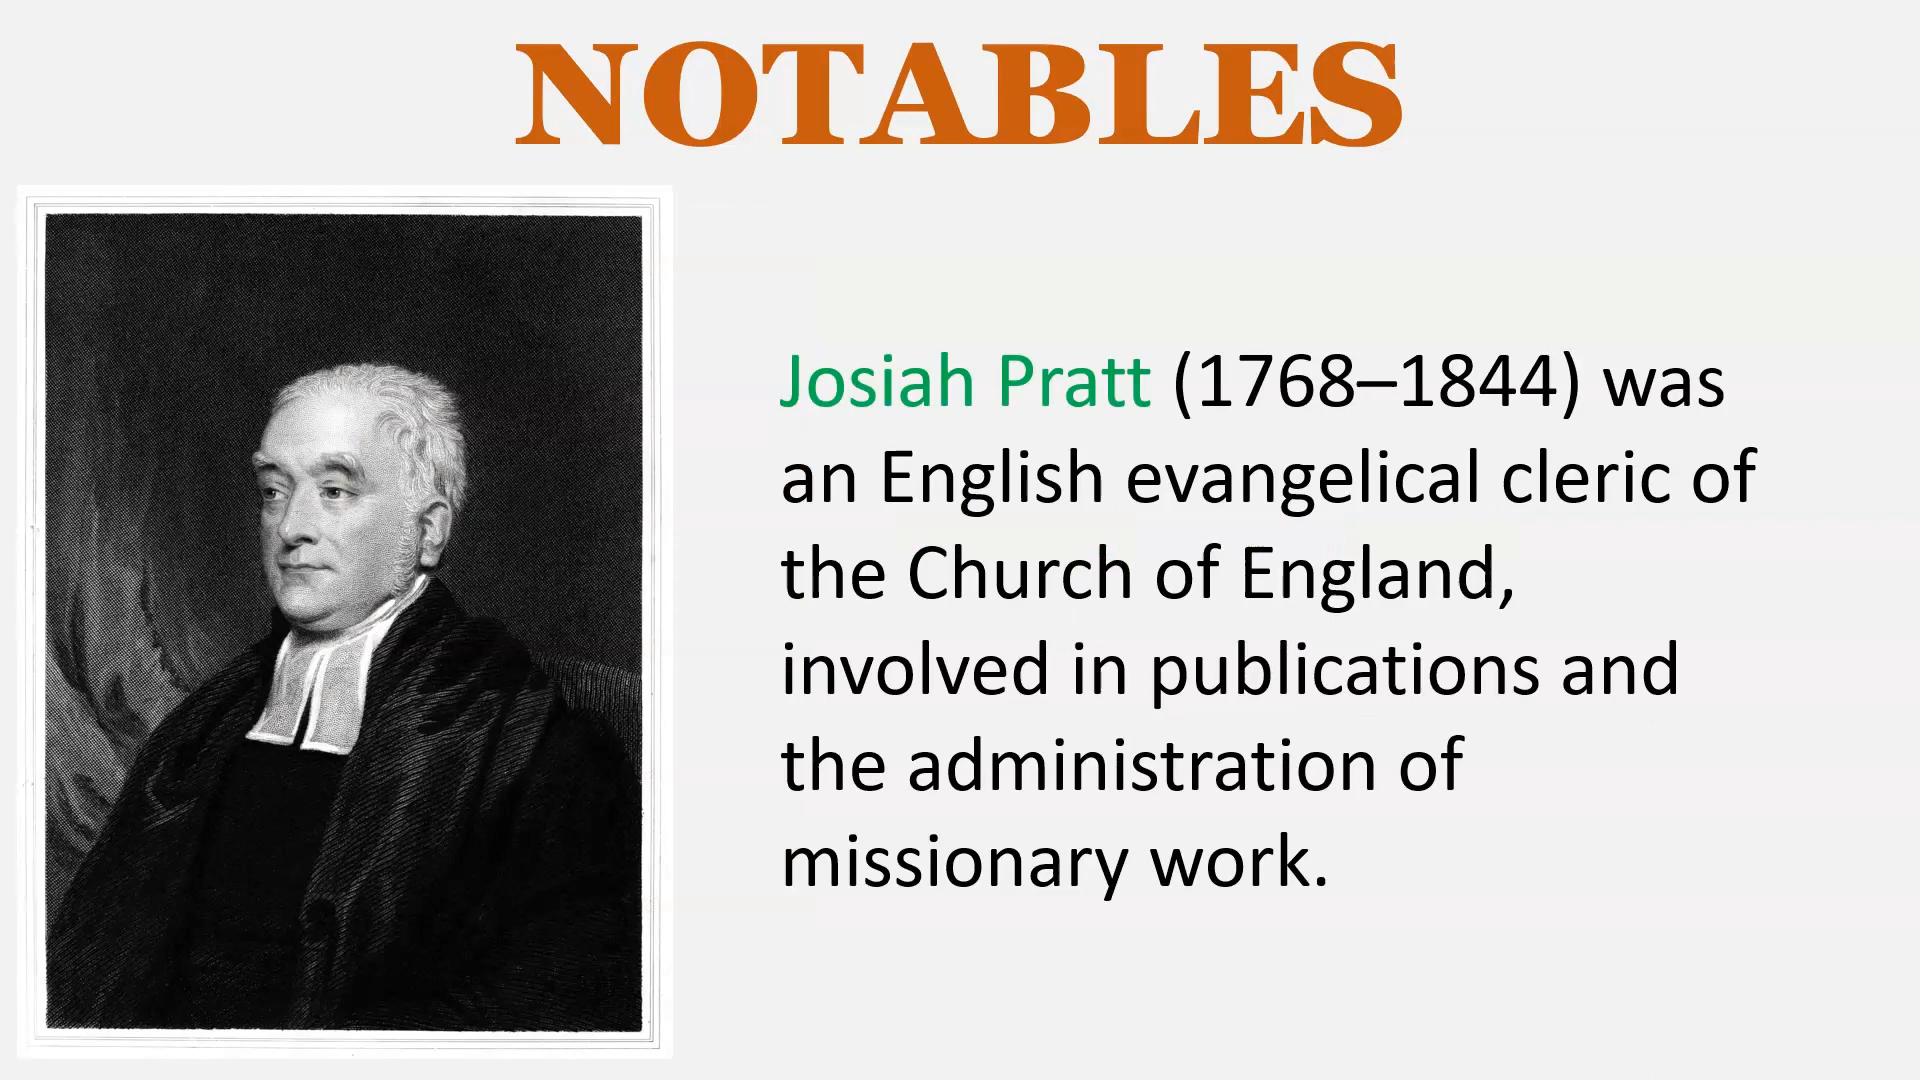 NOTABLES
Josiah Pratt (1768–1844) was
an English evangelical cleric of
the Church of England,
involved in publications and
the administration of
missionary work.